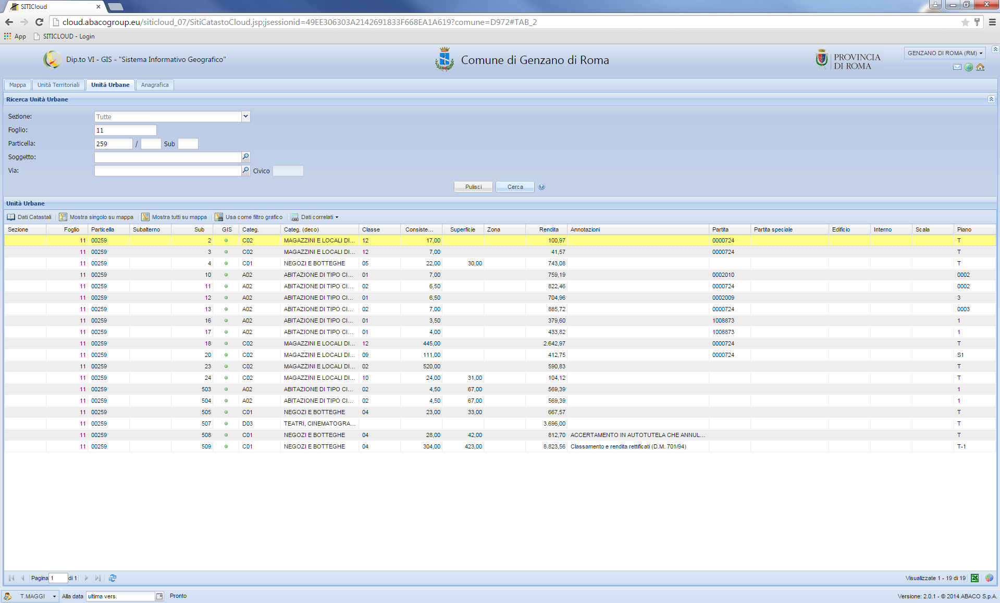 SITICloud
cloud.abacogroup.eu/siticloud_07/SitiCatastoCloud.jsp;jsessionid=49EE306303A2142691833F668EA1A619?comune=D972#TAB_2
App SITICLOUD - Login
Dip.to VI - GIS - "Sistema Informativo Geografico"
Comune di Genzano di Roma
PROVINCIA
DI ROMA
GENZANO DI ROMA (RM)
Mappa Unità Territoriali Unità Urbane Anagrafica
Ricerca Unità Urbane
Sezione: Tutte
Foglio: 11
Particella: 259 / Sub
Soggetto:
Via: Civico
Pulisci Cerca
Unità Urbane
Dati Catastali Mostra singolo su mappa Mostra tutti su mappa Usa come filtro grafico Dati correlati
Sezione Foglio Particella Subalterno Sub GIS Categ. Categ. (deco) Classe Consiste... Superficie Zona Rendita Annotazioni Partita Partita speciale Edificio Interno Scala Piano
11 00259 2 C02 MAGAZZINI E LOCALI DI... 12 17,00 100,97 0000724 T
11 00259 3 C02 MAGAZZINI E LOCALI DI... 12 7,00 41,57 0000724 T
11 00259 4 C01 NEGOZI E BOTTEGHE 05 22,00 30,00 743,08 T
11 00259 10 A02 ABITAZIONE DI TIPO CI... 01 7,00 759,19 0002010 0002
11 00259 11 A02 ABITAZIONE DI TIPO CI... 02 6,50 822,46 0000724 0002
11 00259 12 A02 ABITAZIONE DI TIPO CI... 01 6,50 704,96 0002009 3
11 00259 13 A02 ABITAZIONE DI TIPO CI... 02 7,00 885,72 0000724 0003
11 00259 16 A02 ABITAZIONE DI TIPO CI... 01 3,50 379,60 1008873 1
11 00259 17 A02 ABITAZIONE DI TIPO CI... 01 4,00 433,82 1008873 1
11 00259 18 C02 MAGAZZINI E LOCALI DI... 12 445,00 2.642,97 0000724 T
11 00259 20 C02 MAGAZZINI E LOCALI DI... 09 111,00 412,75 0000724 S1
11 00259 23 C02 MAGAZZINI E LOCALI DI... 02 520,00 590,83 T
11 00259 24 C02 MAGAZZINI E LOCALI DI... 10 24,00 31,00 104,12 T
11 00259 503 A02 ABITAZIONE DI TIPO CI... 02 4,50 67,00 569,39 1
11 00259 504 A02 ABITAZIONE DI TIPO CI... 02 4,50 67,00 569,39 1
11 00259 505 C01 NEGOZI E BOTTEGHE 04 23,00 33,00 667,57 T
11 00259 507 D03 TEATRI, CINEMATOGRA... 3.696,00 T
11 00259 508 C01 NEGOZI E BOTTEGHE 04 28,00 42,00 812,70 ACCERTAMENTO IN AUTOTUTELA CHE ANNUL... T
11 00259 509 C01 NEGOZI E BOTTEGHE 04 304,00 423,00 8.823,56 Classamento e rendita rettificati (D.M. 701/94) T-1
Pagina 1 di 1 Visualizzate 1 - 19 di 19
T.MAGGI Alla data ultima vers. Pronto Versione: 2.0.1 - © 2014 ABACO S.p.A.